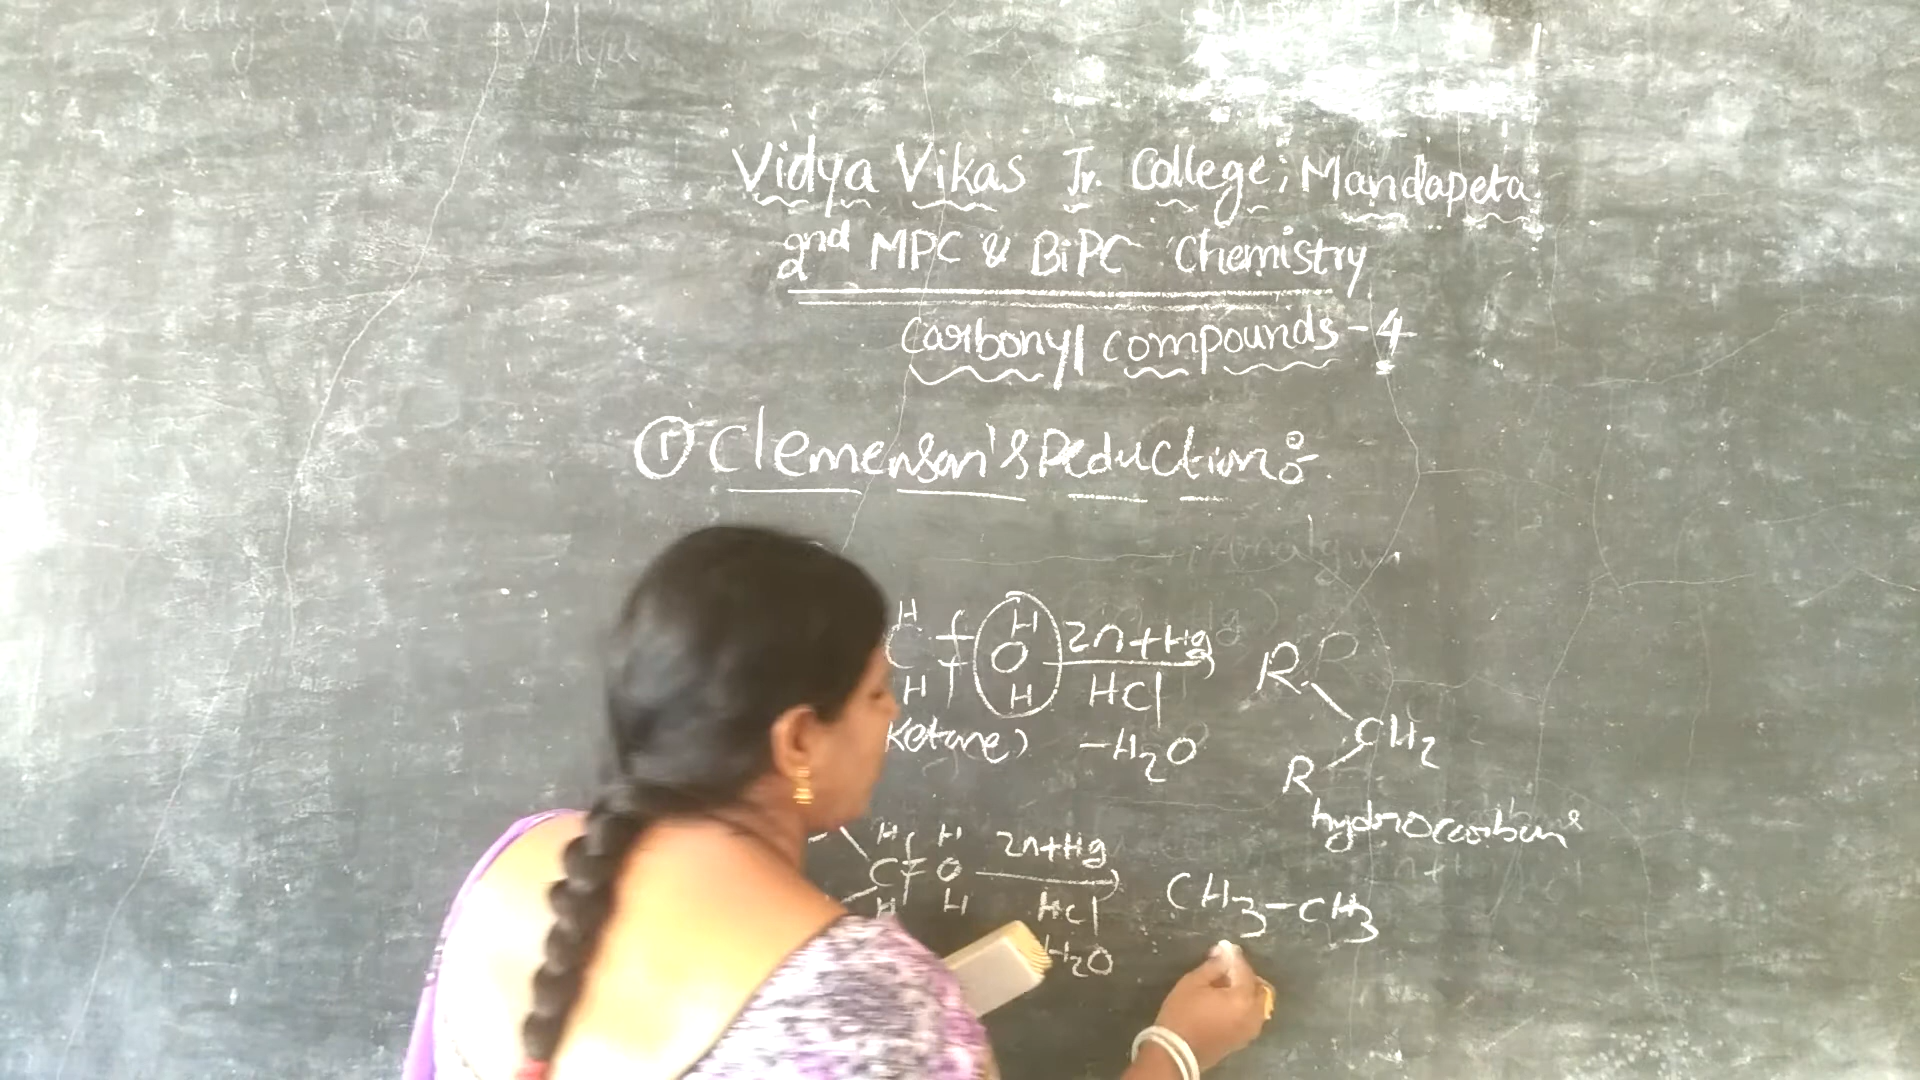 Vidya Vikas Jr. College; Mandapeta
2nd MPC & BiPC Chemistry
Carbonyl compounds - 4
① Clemenson's Reduction:-
H H
C = O Zn+Hg R
H H HCl CH2
Ketone) -H2O R
hydrocarbons
H H Zn+Hg
C = O CH3-CH3
H H HCl
H2O